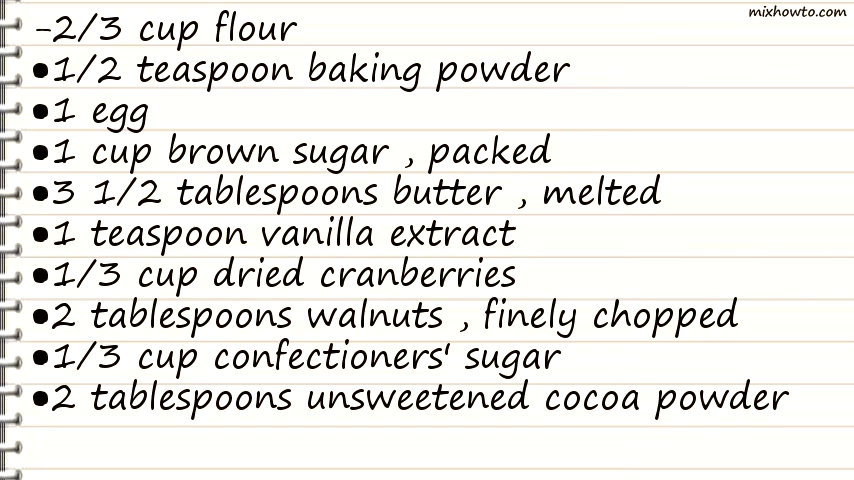 mixhowto.com
-2/3 cup flour
•1/2 teaspoon baking powder
•1 egg
•1 cup brown sugar , packed
•3 1/2 tablespoons butter , melted
•1 teaspoon vanilla extract
•1/3 cup dried cranberries
•2 tablespoons walnuts , finely chopped
•1/3 cup confectioners' sugar
•2 tablespoons unsweetened cocoa powder